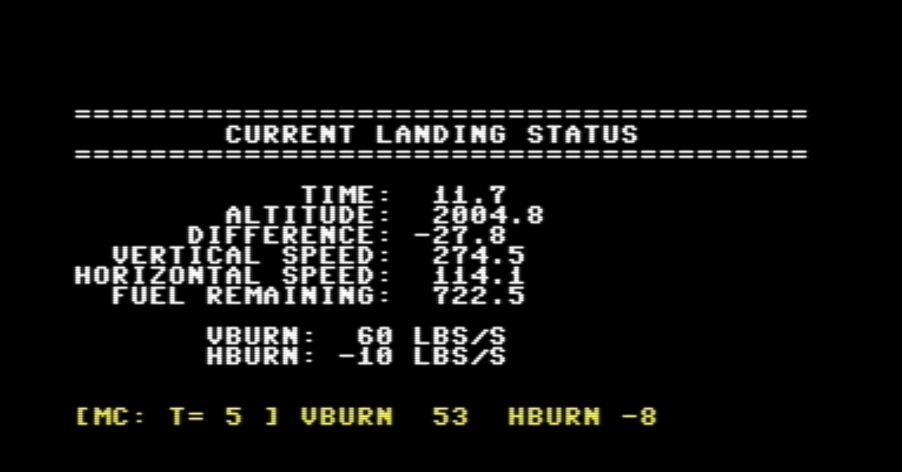 =======================================
CURRENT LANDING STATUS
=======================================
TIME: 11.7
ALTITUDE: 2004.8
DIFFERENCE: -27.8
VERTICAL SPEED: 274.5
HORIZONTAL SPEED: 114.1
FUEL REMAINING: 722.5
VBURN: 60 LBS/S
HBURN: -10 LBS/S
[MC: T= 5 ] VBURN 53 HBURN -8